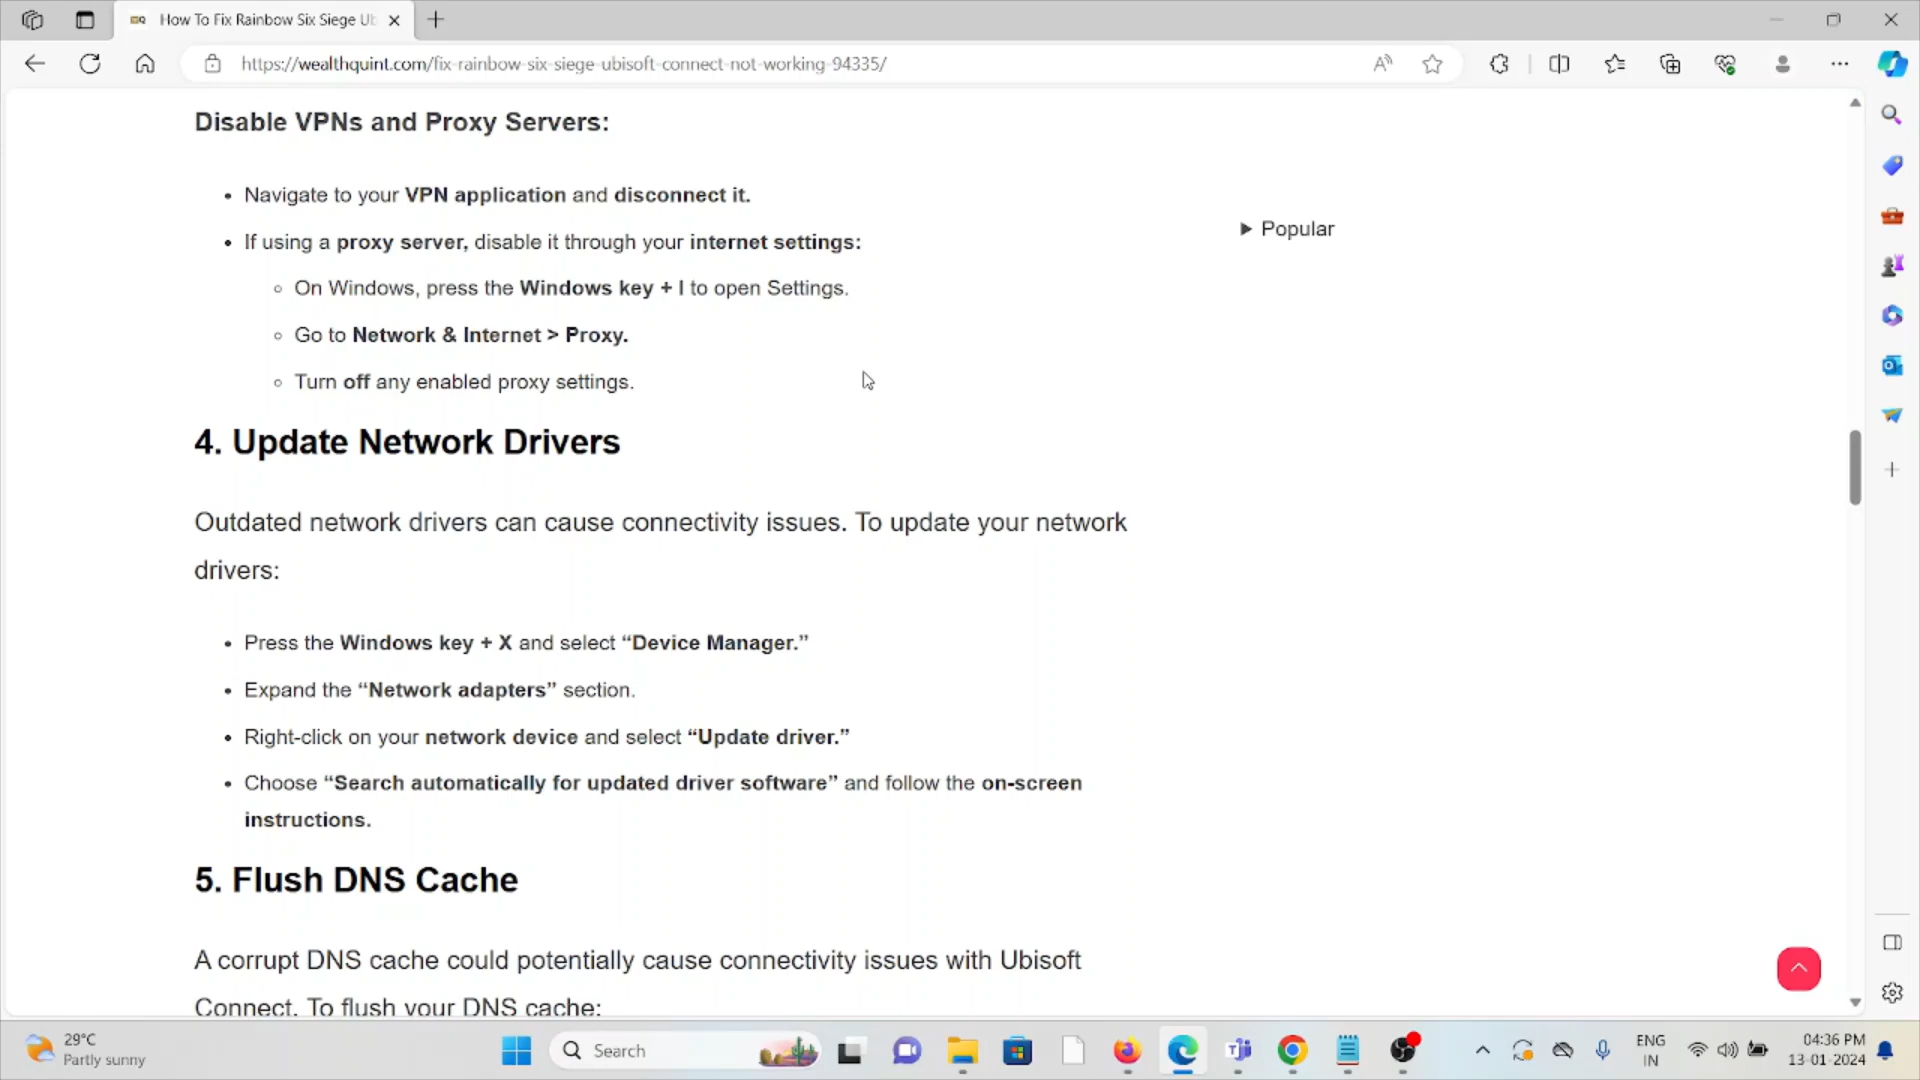 How To Fix Rainbow Six Siege Ub
https://wealthquint.com/fix-rainbow-six-siege-ubisoft-connect-not-working-94335/
Disable VPNs and Proxy Servers:
• Navigate to your VPN application and disconnect it.
• If using a proxy server, disable it through your internet settings:
◦ On Windows, press the Windows key + I to open Settings.
◦ Go to Network & Internet > Proxy.
◦ Turn off any enabled proxy settings.
▶ Popular
4. Update Network Drivers
Outdated network drivers can cause connectivity issues. To update your network
drivers:
• Press the Windows key + X and select “Device Manager.”
• Expand the “Network adapters” section.
• Right-click on your network device and select “Update driver.”
• Choose “Search automatically for updated driver software” and follow the on-screen
instructions.
5. Flush DNS Cache
A corrupt DNS cache could potentially cause connectivity issues with Ubisoft
Connect. To flush your DNS cache:
29°C
Partly sunny
Search
ENG
IN
04:36 PM
13-01-2024